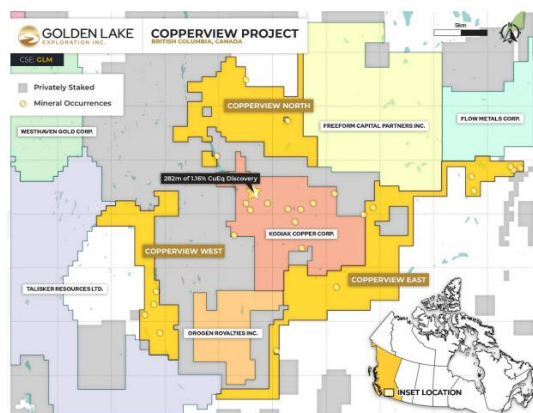 GOLDEN LAKE
EXPLORATION INC.
COPPERVIEW PROJECT
BRITISH COLUMBIA, CANADA
5km
N
CSE: GLM
Privately Staked
Mineral Occurrences
COPPERVIEW NORTH
WESTHAVEN GOLD CORP.
FREEFORM CAPITAL PARTNERS INC.
FLOW METALS CORP.
282m of 1.16% CuEq Discovery
KODIAK COPPER CORP.
COPPERVIEW WEST
COPPERVIEW EAST
TALISKER RESOURCES LTD.
OROGEN ROYALTIES INC.
INSET LOCATION